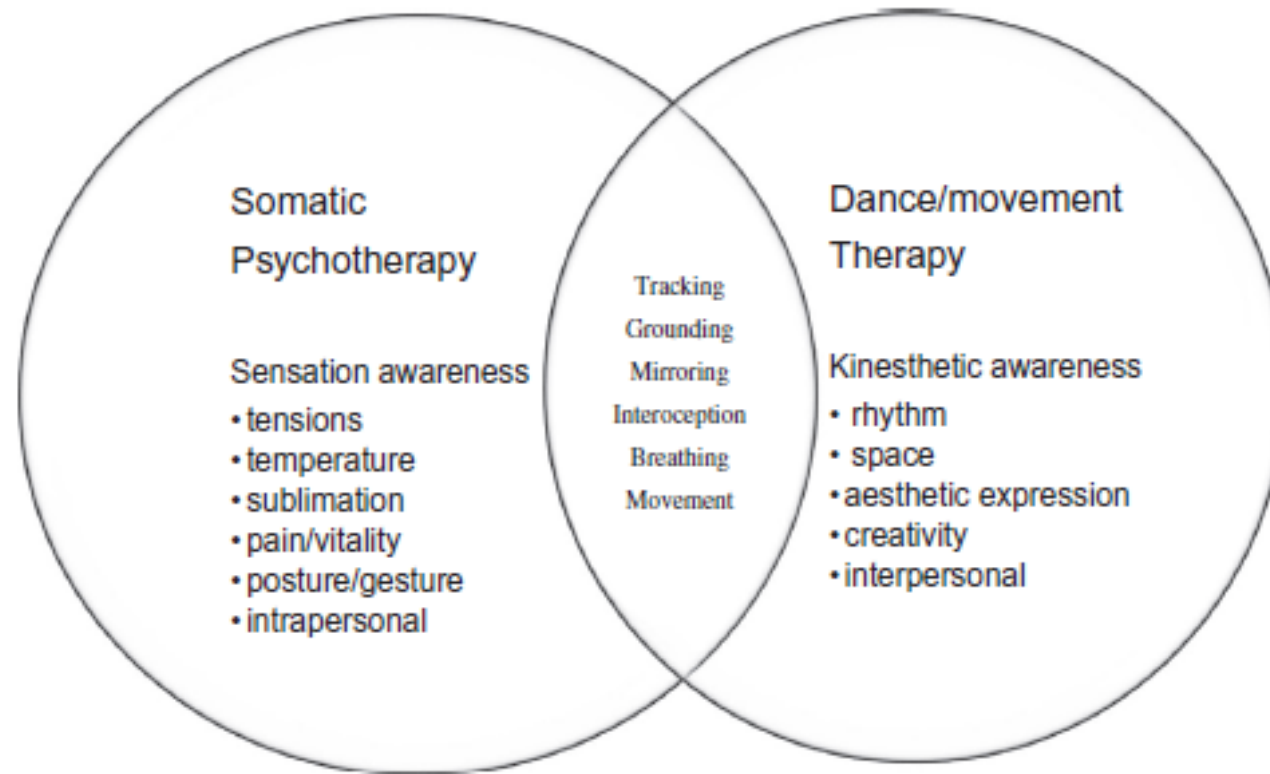 Somatic
Psychotherapy
Sensation awareness
• tensions
• temperature
• sublimation
• pain/vitality
• posture/gesture
• intrapersonal
Tracking
Grounding
Mirroring
Interoception
Breathing
Movement
Dance/movement
Therapy
Kinesthetic awareness
• rhythm
• space
• aesthetic expression
• creativity
• interpersonal